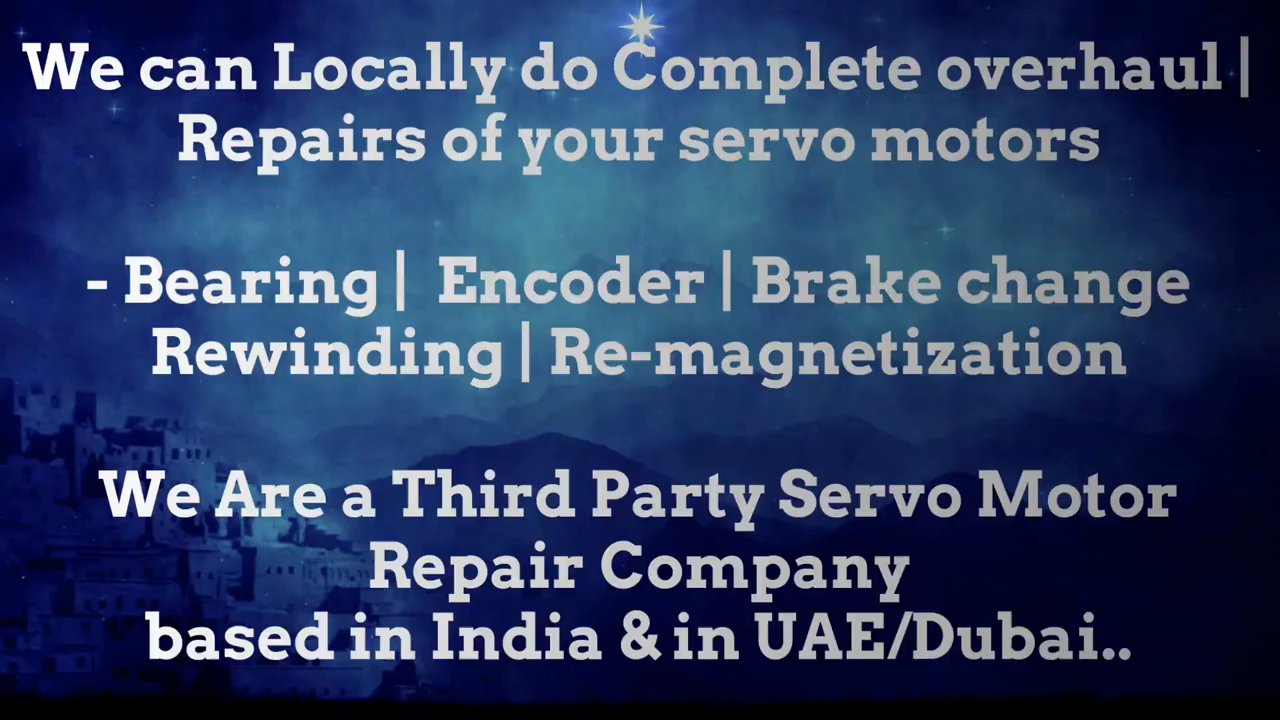 We can Locally do Complete overhaul |
Repairs of your servo motors
- Bearing | Encoder | Brake change
Rewinding | Re-magnetization
We Are a Third Party Servo Motor
Repair Company
based in India & in UAE/Dubai..